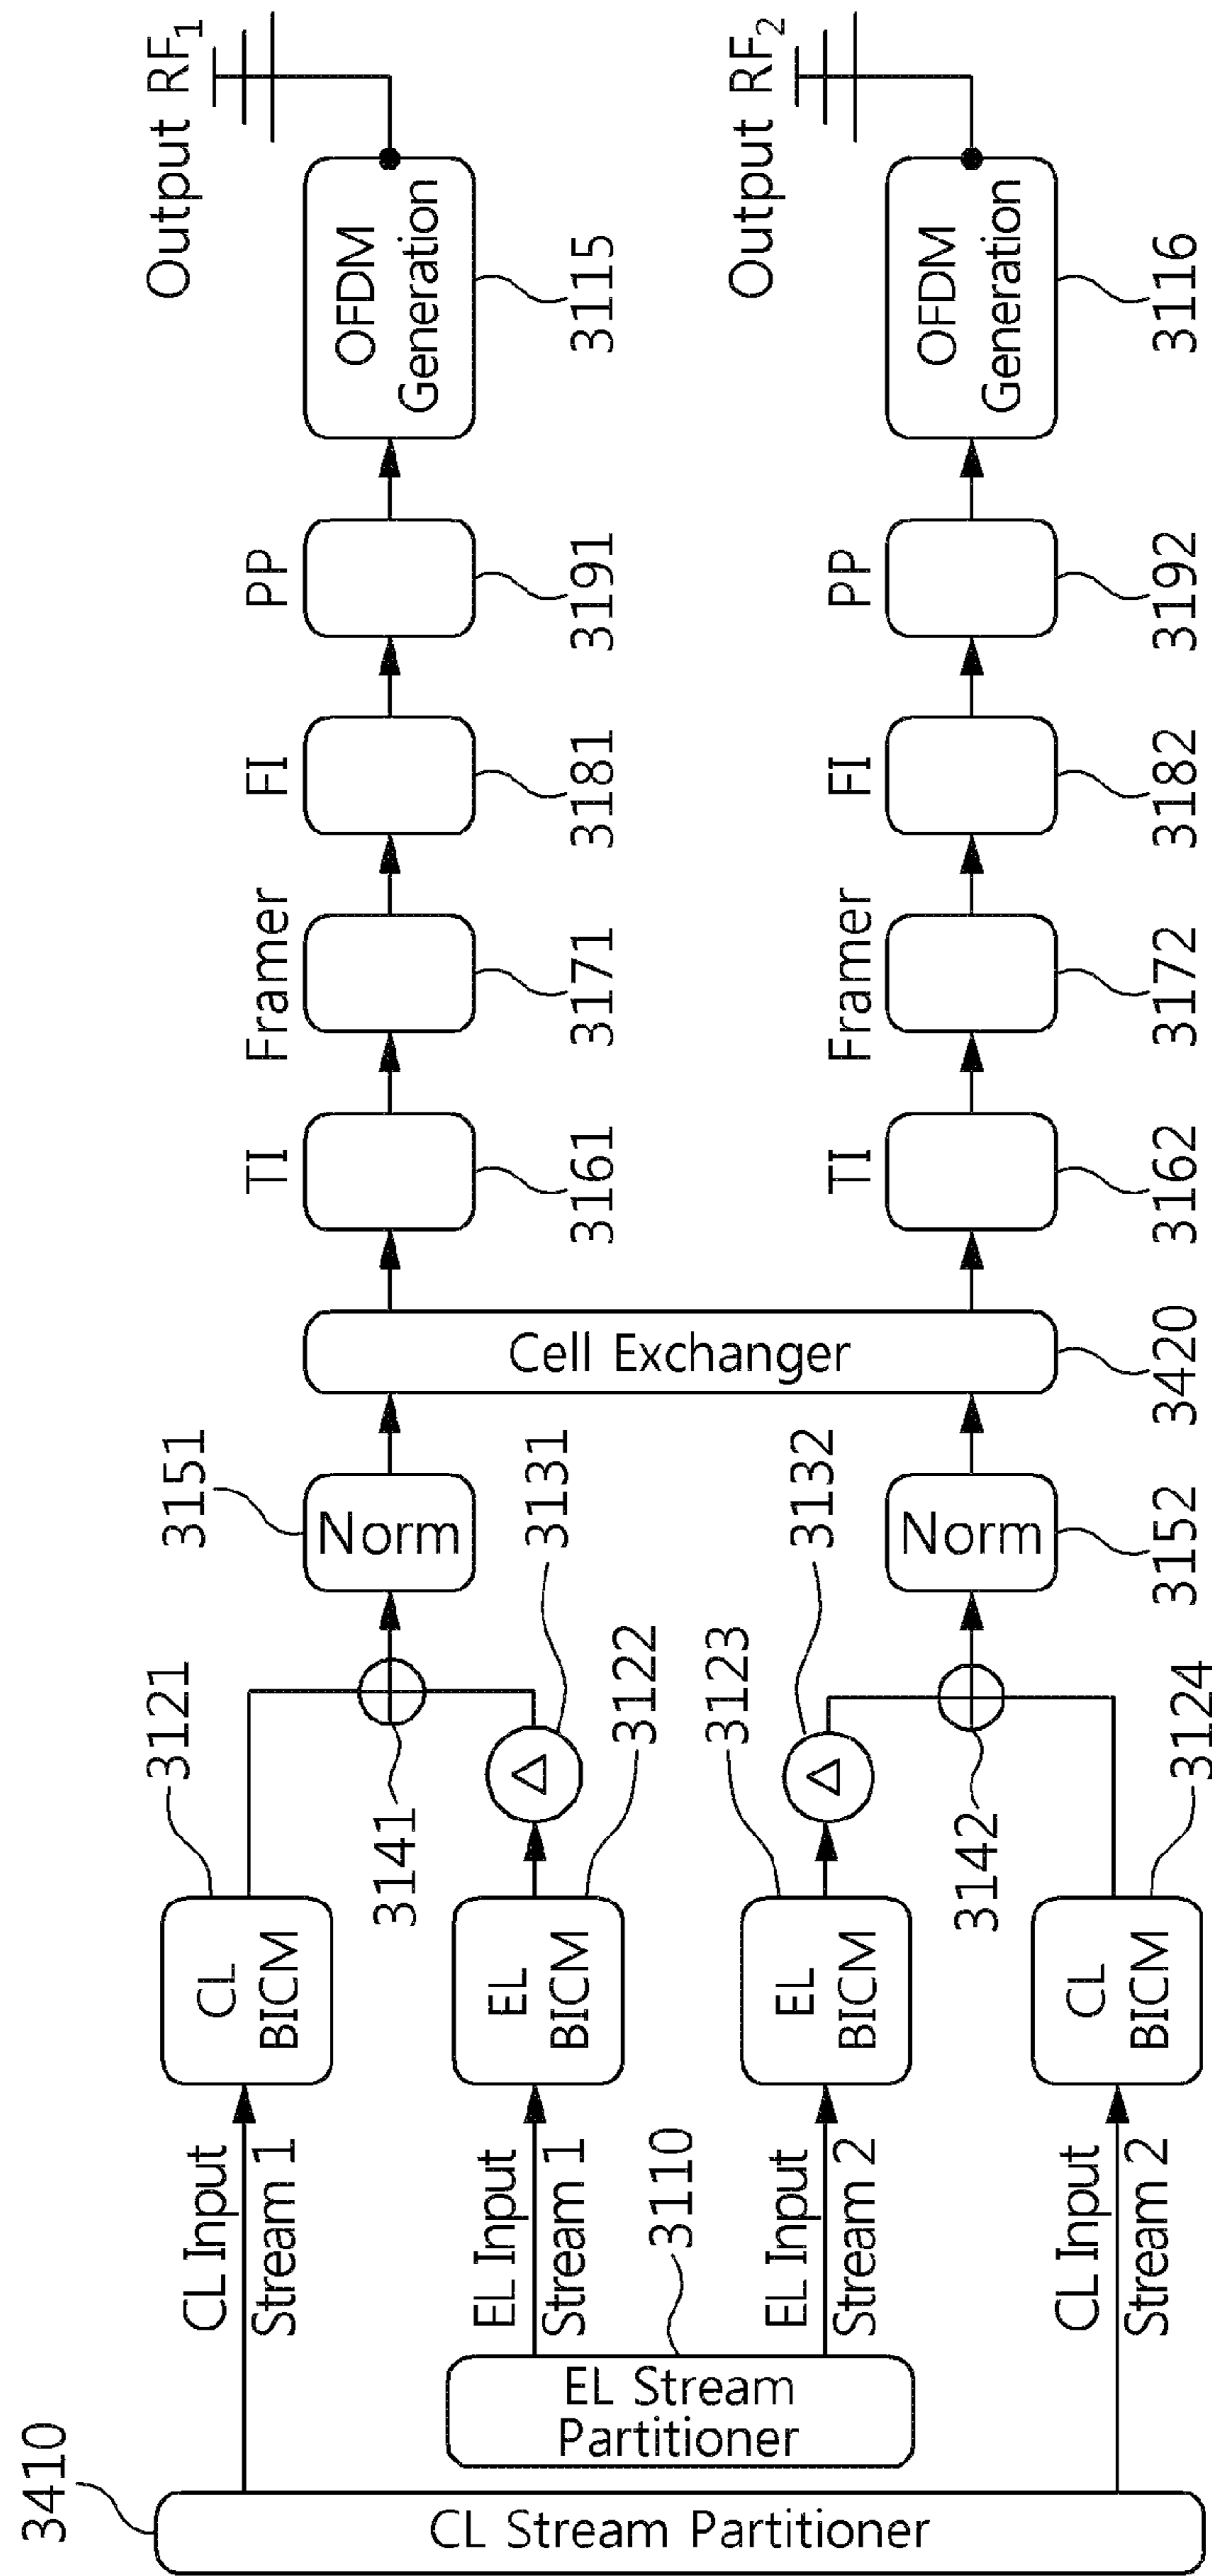 3410
CL Stream Partitioner
EL Stream
Partitioner
3110
CL Input
Stream 1
EL Input
Stream 1
EL Input
Stream 2
CL Input
Stream 2
CL
BICM
3121
EL
BICM
3122
EL
BICM
3123
CL
BICM
3124
Δ
3131
Δ
3132
3141
3142
Norm
3151
Norm
3152
Cell Exchanger
3420
TI
3161
Framer
3171
FI
3181
PP
3191
OFDM
Generation
3115
Output RF1
TI
3162
Framer
3172
FI
3182
PP
3192
OFDM
Generation
3116
Output RF2